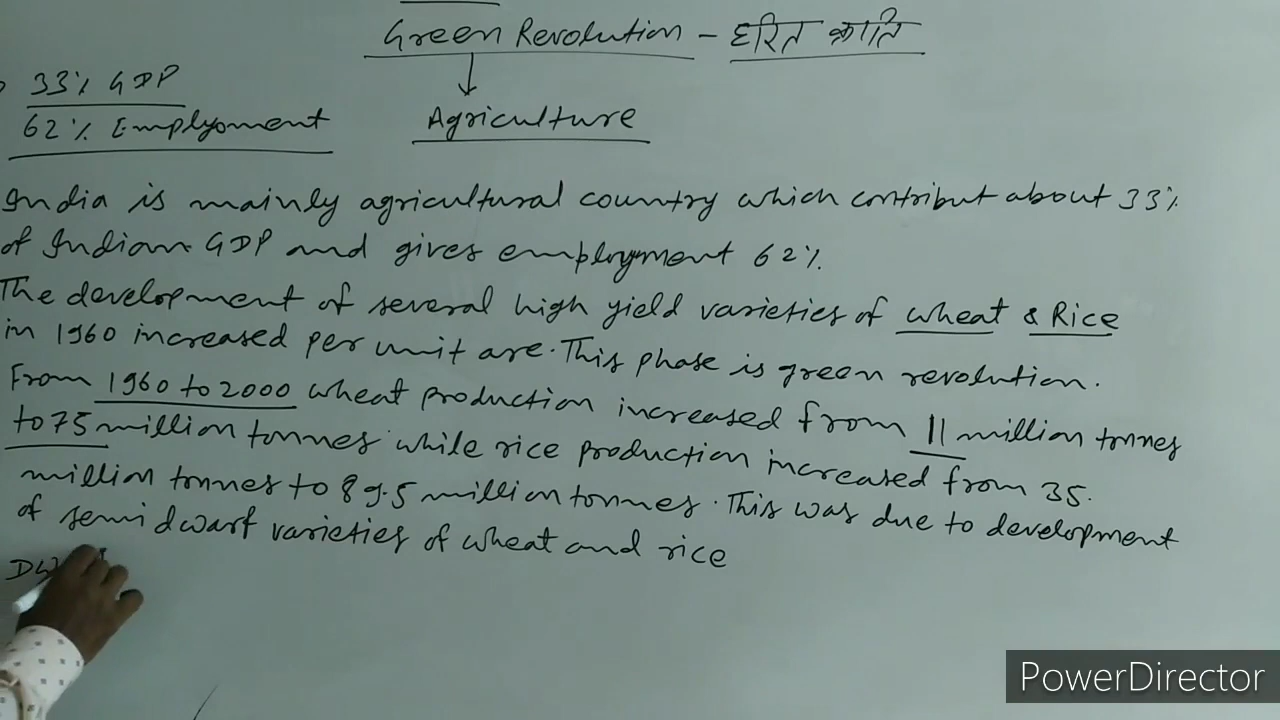 Green Revolution - हरित क्रांति
33% GDP
62% Emplyoment
Agriculture
India is mainly agricultural country which contribut about 33%
of Indian GDP and gives employment 62%.
The development of several high yield varieties of wheat & Rice
in 1960 increased per unit are. This phase is green revolution.
From 1960 to 2000 wheat production increased from 11 million tonnes
to 75 million tonnes while rice production increased from 35.
million tonnes to 89.5 million tonnes. This was due to development
of semi dwarf varieties of wheat and rice
PowerDirector